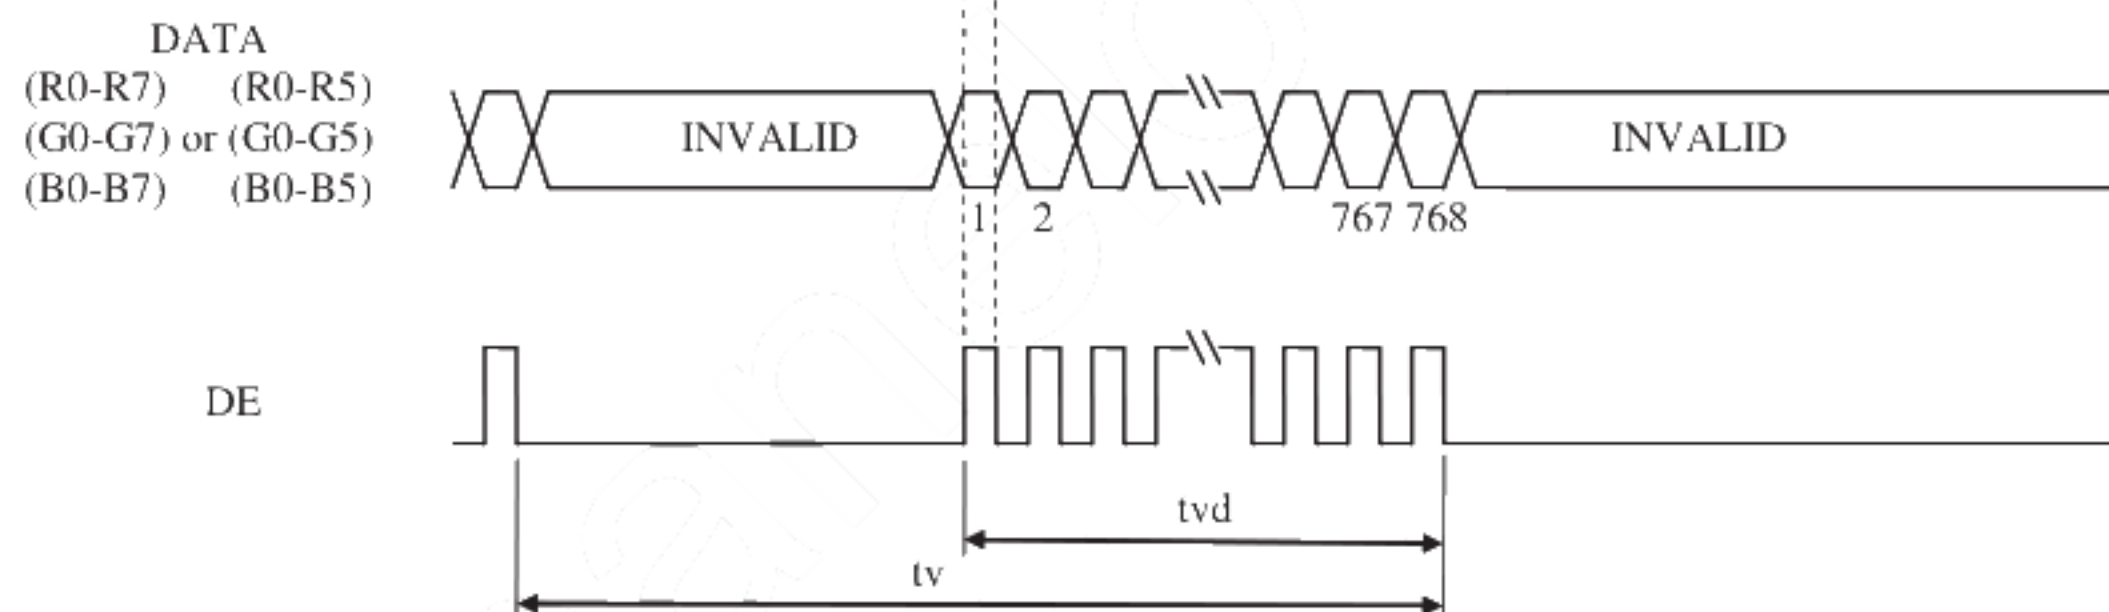 DATA
(R0-R7) (R0-R5)
(G0-G7) or (G0-G5)
(B0-B7) (B0-B5)
INVALID
INVALID
1 2 767 768
DE
tvd
tv